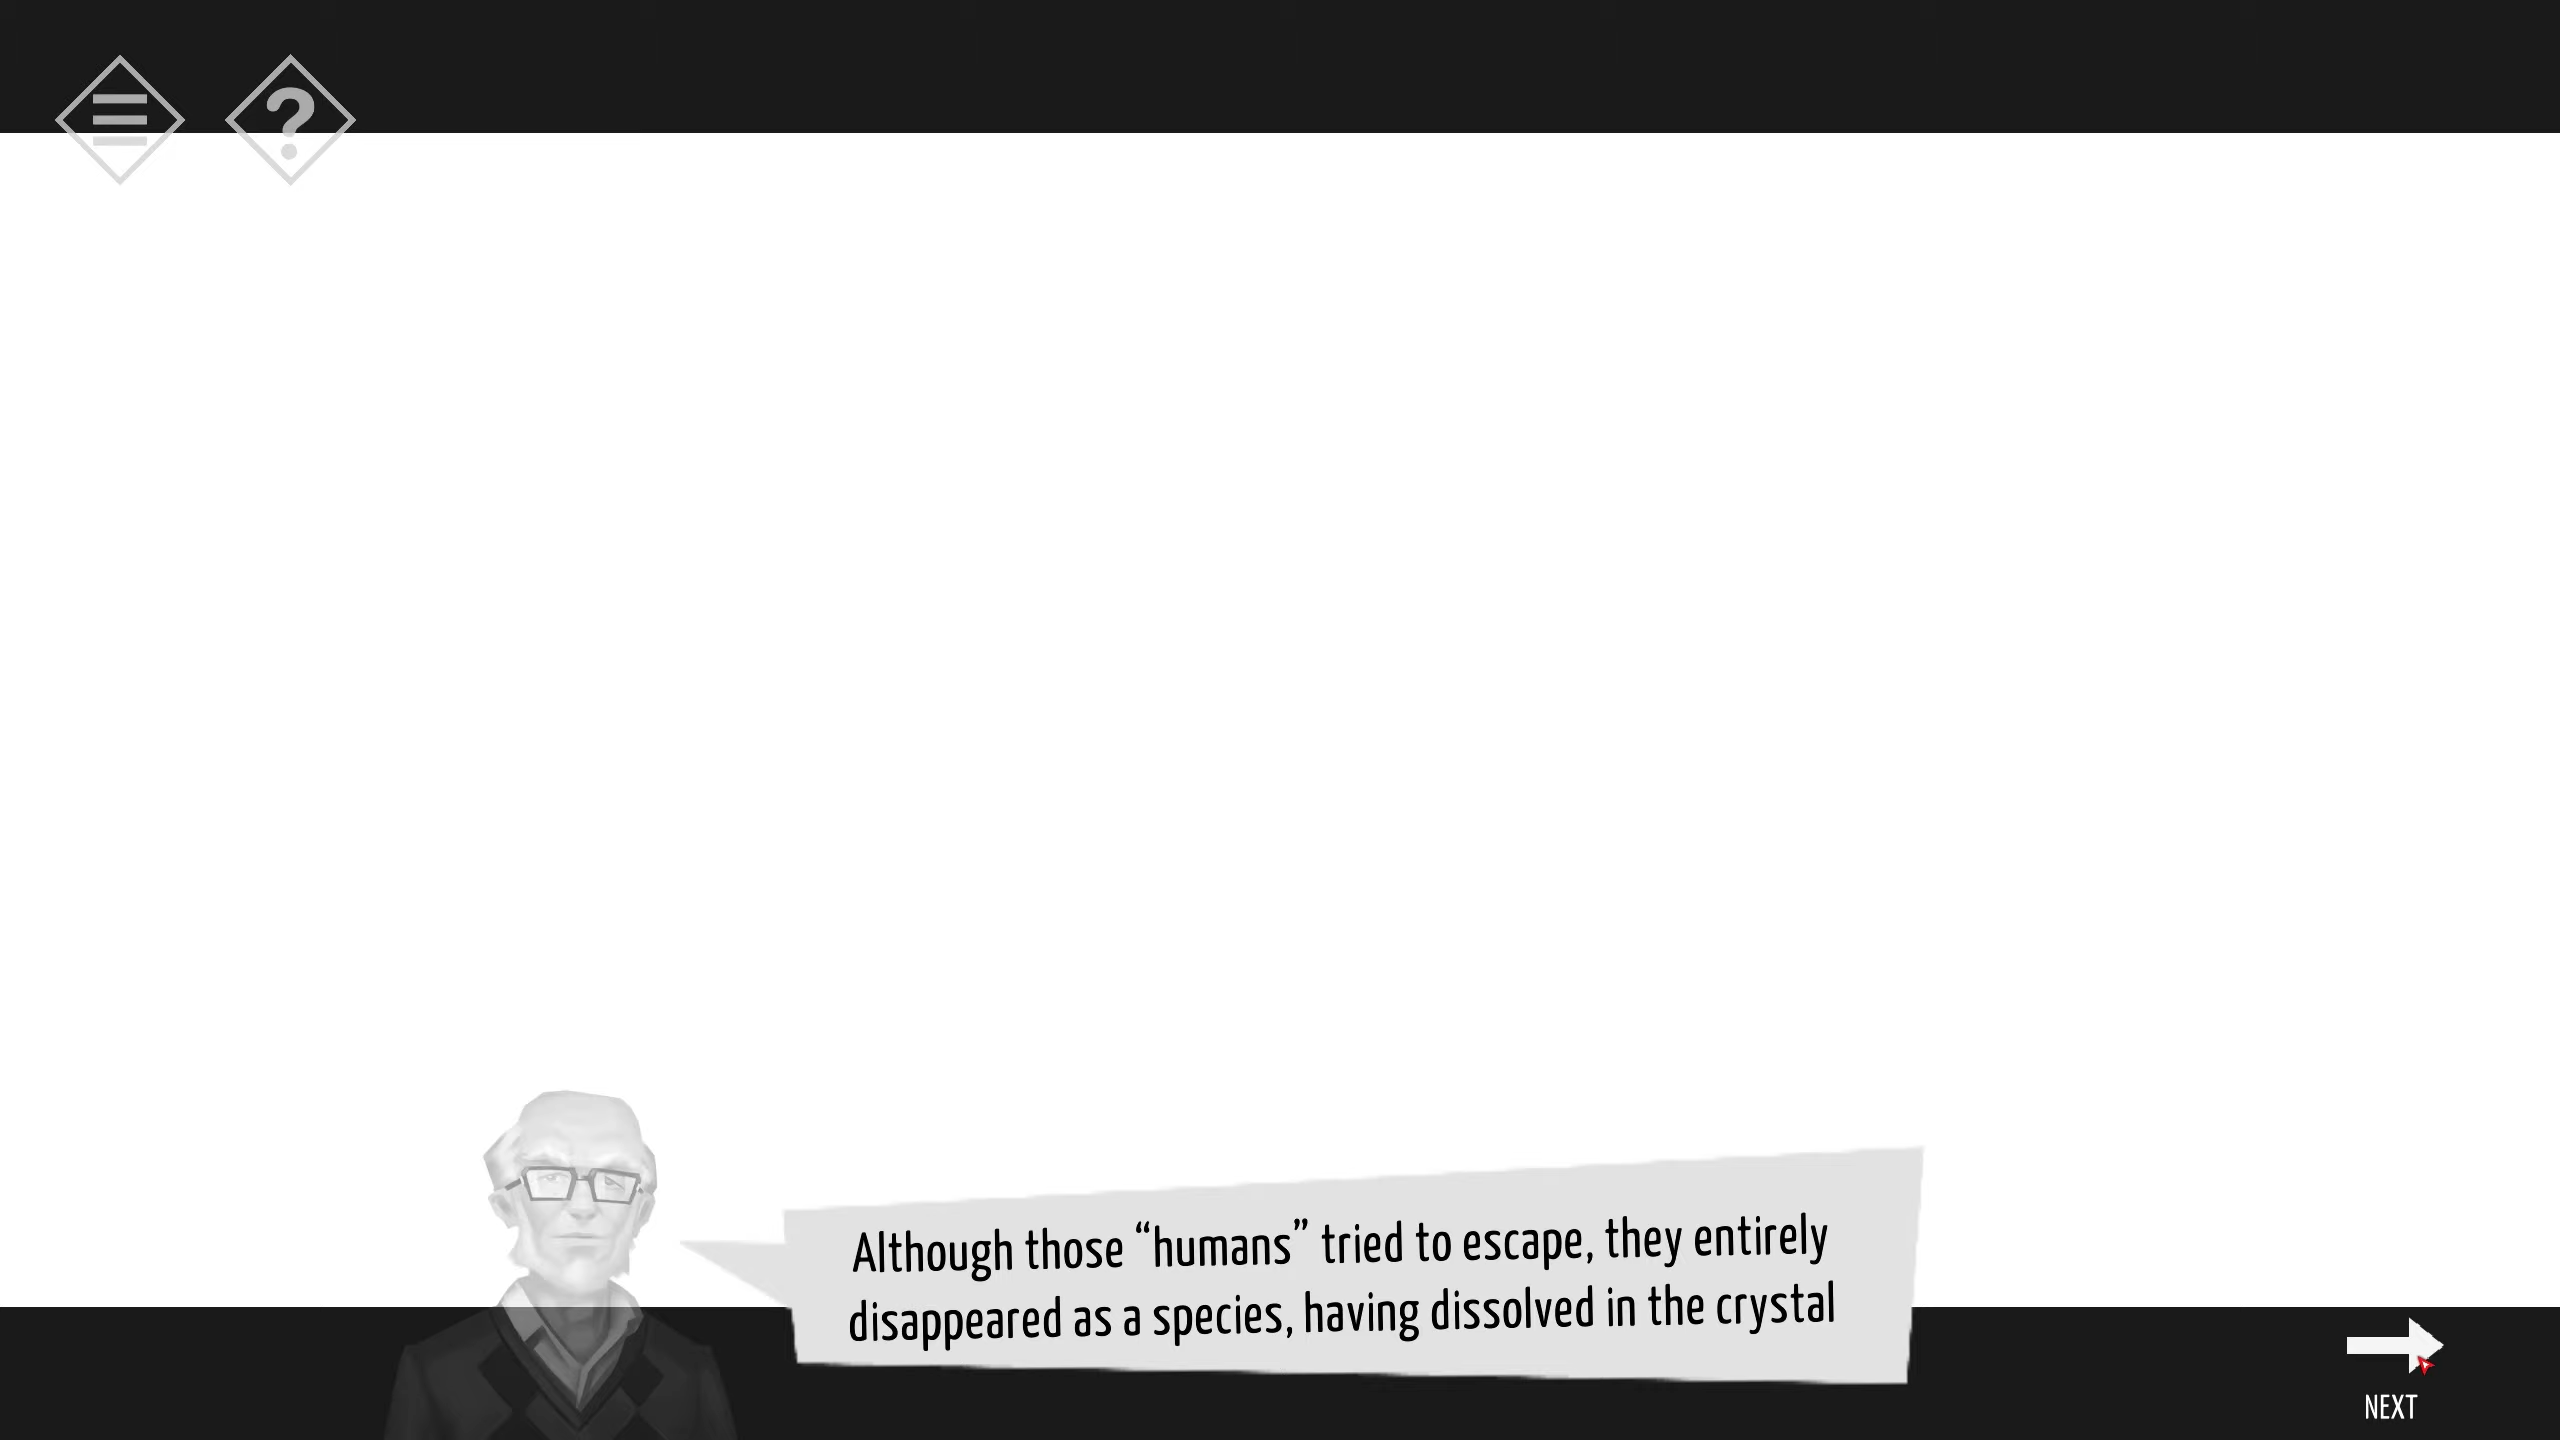 Although those “humans” tried to escape, they entirely
disappeared as a species, having dissolved in the crystal
NEXT